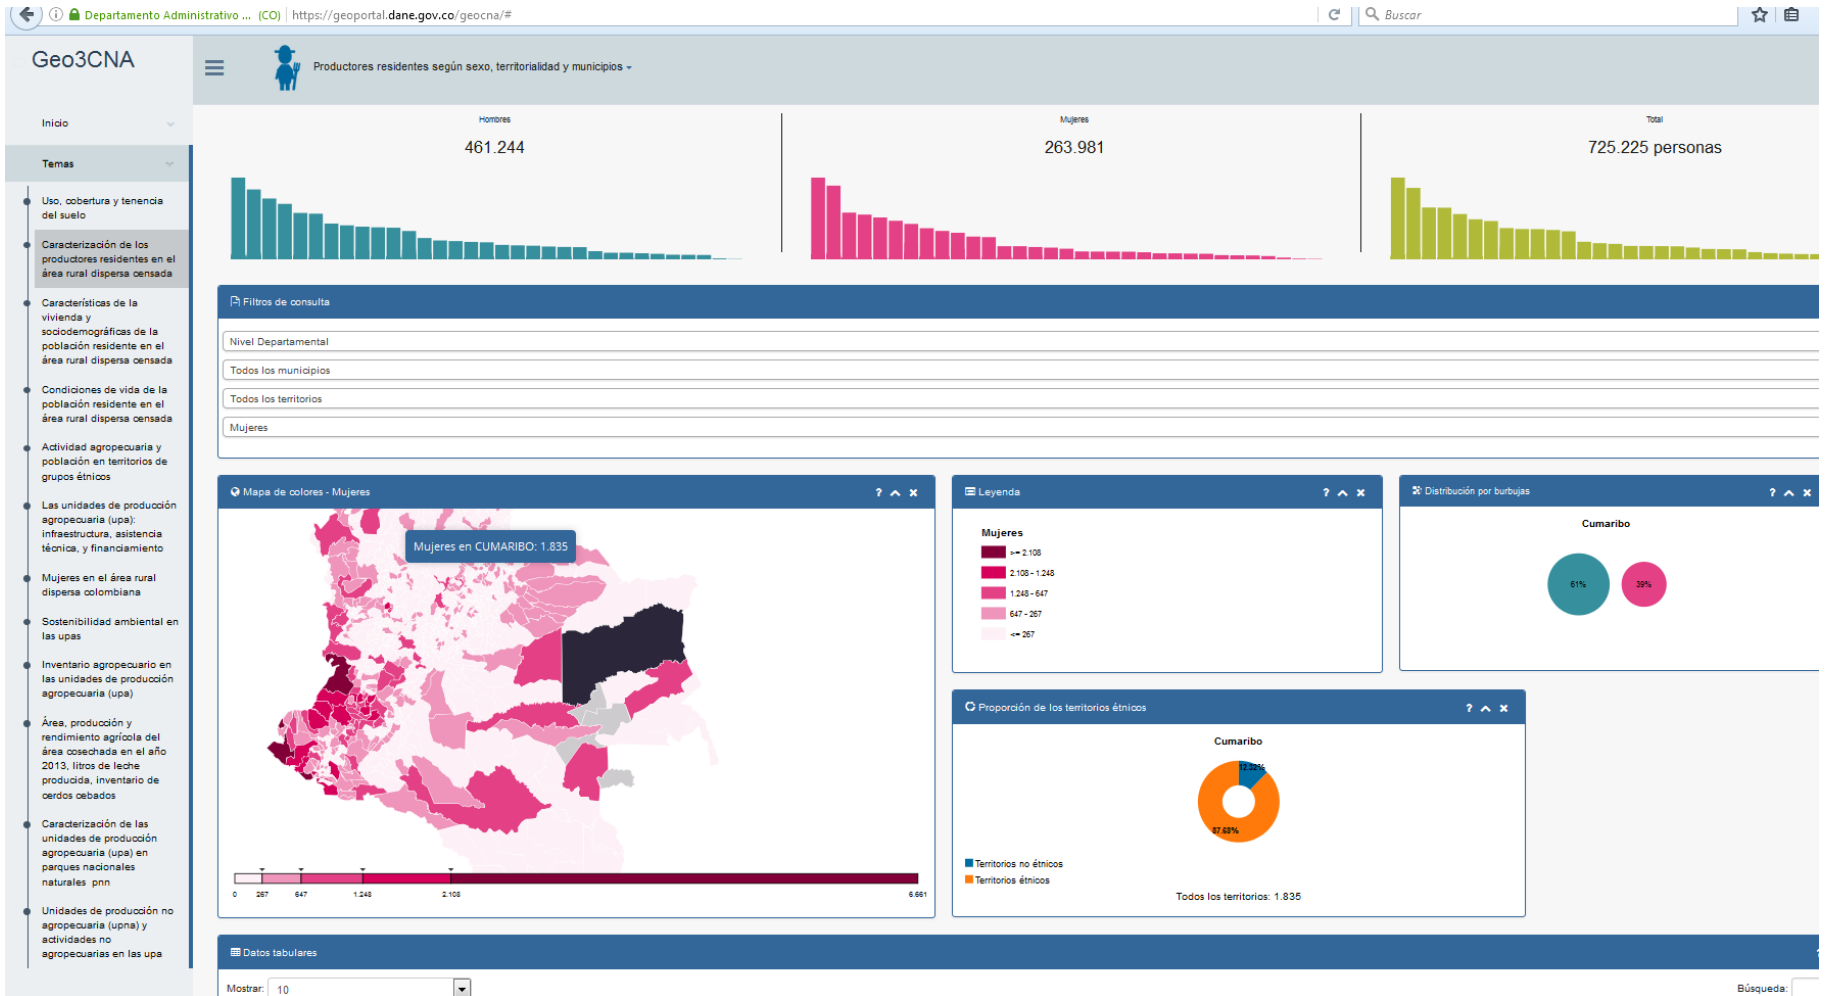 Departamento Administrativo ... (CO)
https://geoportal.dane.gov.co/geocna/#
Buscar
Geo3CNA
Productores residentes según sexo, territorialidad y municipios
Inicio
Temas
Uso, cobertura y tenencia
del suelo
Caracterización de los
productores residentes en el
área rural dispersa censada
Características de la
vivienda y
sociodemográficas de la
población residente en el
área rural dispersa censada
Condiciones de vida de la
población residente en el
área rural dispersa censada
Actividad agropecuaria y
población en territorios de
grupos étnicos
Las unidades de producción
agropecuaria (upa):
infraestructura, asistencia
técnica, y financiamiento
Mujeres en el área rural
dispersa colombiana
Sostenibilidad ambiental en
las upas
Inventario agropecuario en
las unidades de producción
agropecuaria (upa)
Área, producción y
rendimiento agrícola del
área cosechada en el año
2013, litros de leche
producida, inventario de
cerdos cebados
Caracterización de las
unidades de producción
agropecuaria (upa) en
parques nacionales
naturales pnn
Unidades de producción no
agropecuaria (upna) y
actividades no
agropecuarias en las upa
Hombres
461.244
Mujeres
263.981
Total
725.225 personas
Filtros de consulta
Nivel Departamental
Todos los municipios
Todos los territorios
Mujeres
Mapa de colores - Mujeres
? 
Mujeres en CUMARIBO: 1.835
0 267 647 1.248 2.108 6.661
Leyenda
?
Mujeres
>= 2.108
2.108 - 1.248
1.248 - 647
647 - 267
<= 267
Distribución por burbujas
?
Cumaribo
61%
39%
Proporción de los territorios étnicos
?
Cumaribo
12.32%
87.68%
Territorios no étnicos
Territorios étnicos
Todos los territorios: 1.835
Datos tabulares
Mostrar: 10
Búsqueda: